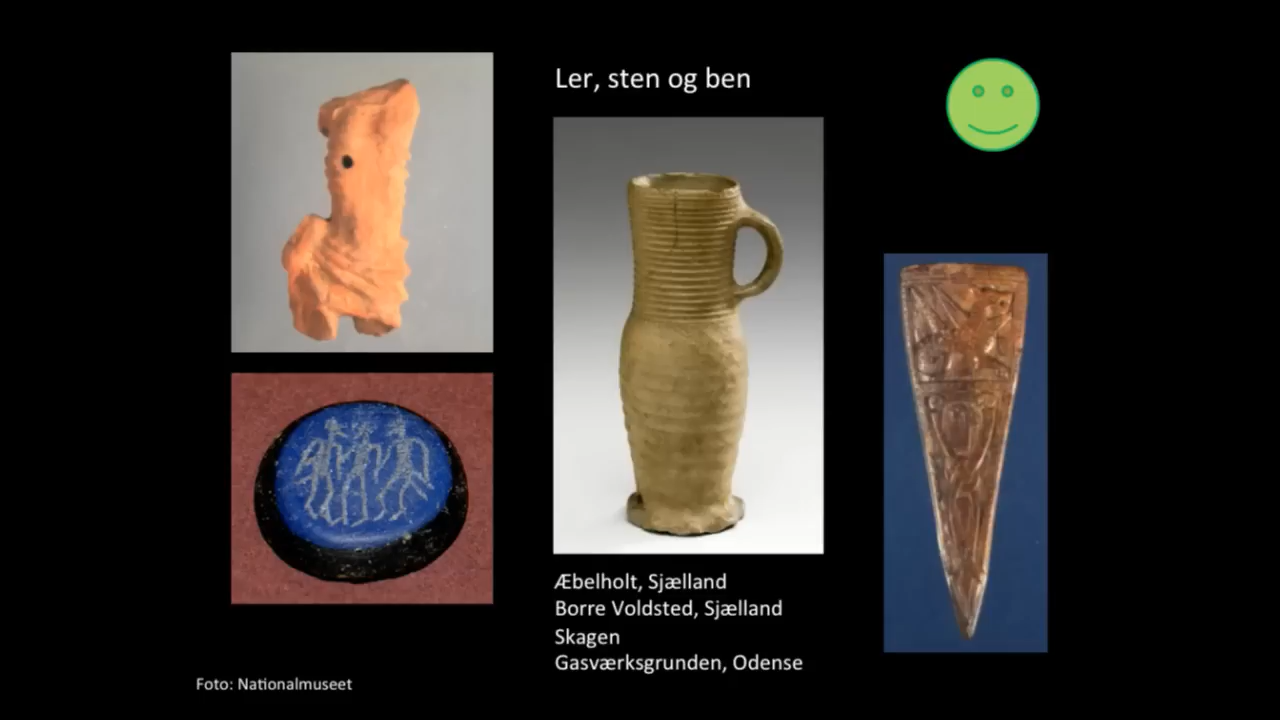 Ler, sten og ben
Æbelholt, Sjælland
Borre Voldsted, Sjælland
Skagen
Gasværksgrunden, Odense
Foto: Nationalmuseet